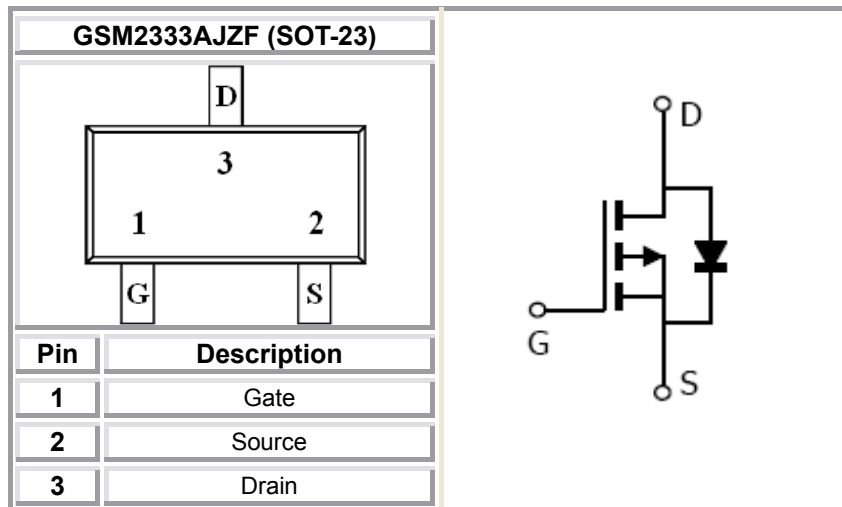 GSM2333AJZF (SOT-23)
D
3
1 2
G S
Pin Description
1 Gate
2 Source
3 Drain
D
G
S